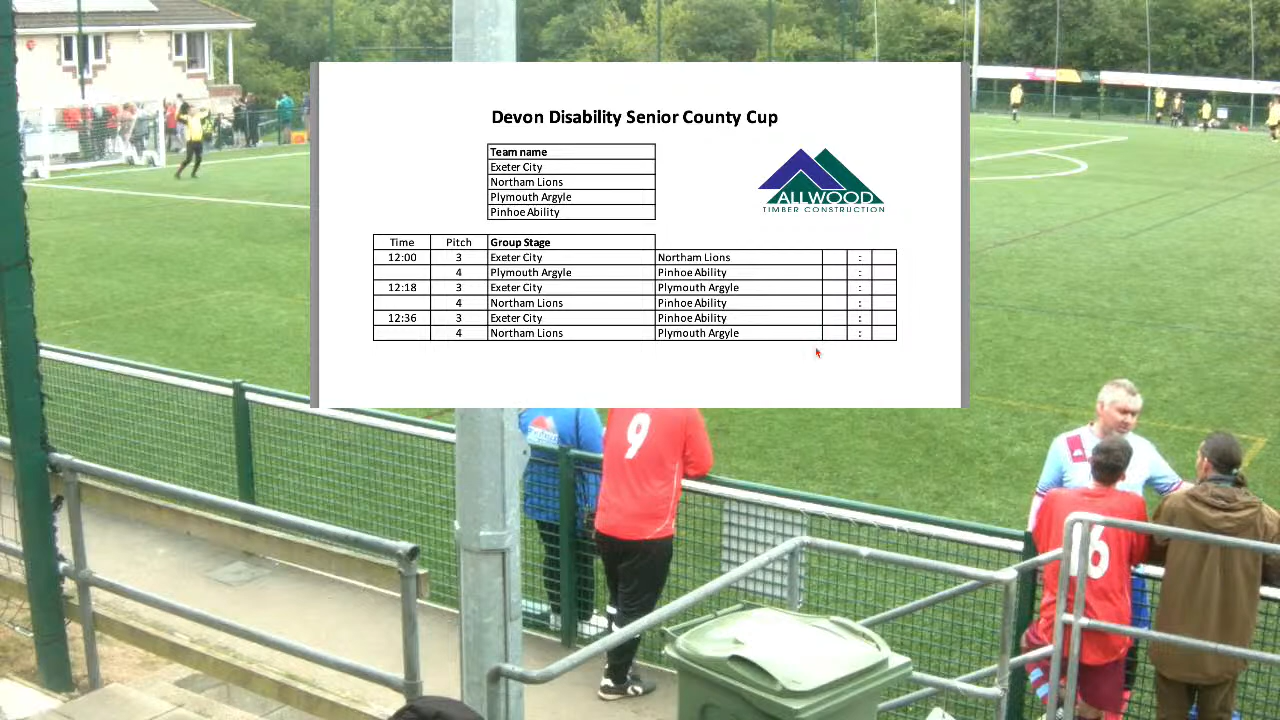 Devon Disability Senior County Cup
Team name
Exeter City
Northam Lions
Plymouth Argyle
Pinhoe Ability
ALLWOOD
TIMBER CONSTRUCTION
Time Pitch Group Stage
12:00 3 Exeter City Northam Lions :
4 Plymouth Argyle Pinhoe Ability :
12:18 3 Exeter City Plymouth Argyle :
4 Northam Lions Pinhoe Ability :
12:36 3 Exeter City Pinhoe Ability :
4 Northam Lions Plymouth Argyle :
9
6